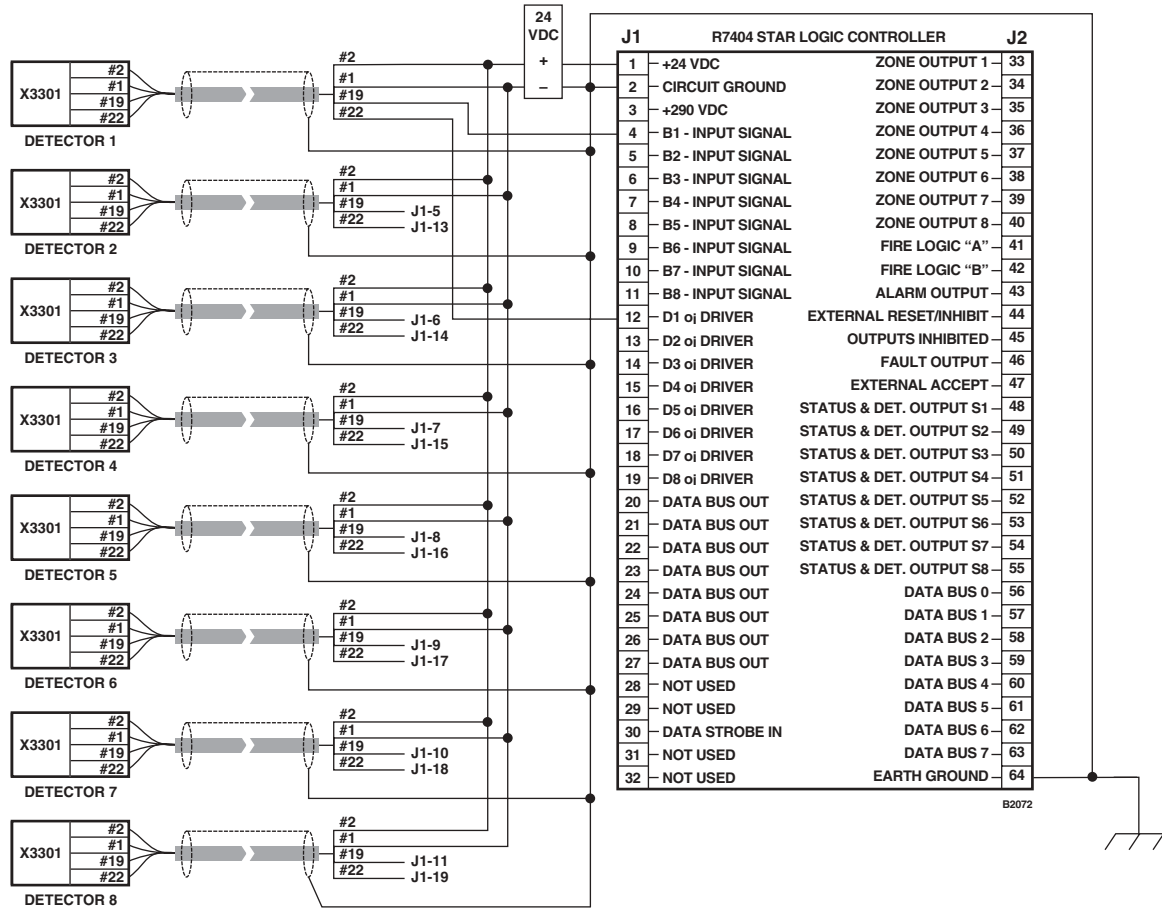 24
VDC
+
–
J1
R7404 STAR LOGIC CONTROLLER
J2
1
+24 VDC
ZONE OUTPUT 1
33
2
CIRCUIT GROUND
ZONE OUTPUT 2
34
3
+290 VDC
ZONE OUTPUT 3
35
4
B1 - INPUT SIGNAL
ZONE OUTPUT 4
36
5
B2 - INPUT SIGNAL
ZONE OUTPUT 5
37
6
B3 - INPUT SIGNAL
ZONE OUTPUT 6
38
7
B4 - INPUT SIGNAL
ZONE OUTPUT 7
39
8
B5 - INPUT SIGNAL
ZONE OUTPUT 8
40
9
B6 - INPUT SIGNAL
FIRE LOGIC “A”
41
10
B7 - INPUT SIGNAL
FIRE LOGIC “B”
42
11
B8 - INPUT SIGNAL
ALARM OUTPUT
43
12
D1 oi DRIVER
EXTERNAL RESET/INHIBIT
44
13
D2 oi DRIVER
OUTPUTS INHIBITED
45
14
D3 oi DRIVER
FAULT OUTPUT
46
15
D4 oi DRIVER
EXTERNAL ACCEPT
47
16
D5 oi DRIVER
STATUS & DET. OUTPUT S1
48
17
D6 oi DRIVER
STATUS & DET. OUTPUT S2
49
18
D7 oi DRIVER
STATUS & DET. OUTPUT S3
50
19
D8 oi DRIVER
STATUS & DET. OUTPUT S4
51
20
DATA BUS OUT
STATUS & DET. OUTPUT S5
52
21
DATA BUS OUT
STATUS & DET. OUTPUT S6
53
22
DATA BUS OUT
STATUS & DET. OUTPUT S7
54
23
DATA BUS OUT
STATUS & DET. OUTPUT S8
55
24
DATA BUS OUT
DATA BUS 0
56
25
DATA BUS OUT
DATA BUS 1
57
26
DATA BUS OUT
DATA BUS 2
58
27
DATA BUS OUT
DATA BUS 3
59
28
NOT USED
DATA BUS 4
60
29
NOT USED
DATA BUS 5
61
30
DATA STROBE IN
DATA BUS 6
62
31
NOT USED
DATA BUS 7
63
32
NOT USED
EARTH GROUND
64
B2072
X3301
#2
#1
#19
#22
DETECTOR 1
#2
#1
#19
#22
X3301
#2
#1
#19
#22
DETECTOR 2
#2
#1
#19
J1-5
#22
J1-13
X3301
#2
#1
#19
#22
DETECTOR 3
#2
#1
#19
J1-6
#22
J1-14
X3301
#2
#1
#19
#22
DETECTOR 4
#2
#1
#19
J1-7
#22
J1-15
X3301
#2
#1
#19
#22
DETECTOR 5
#2
#1
#19
J1-8
#22
J1-16
X3301
#2
#1
#19
#22
DETECTOR 6
#2
#1
#19
J1-9
#22
J1-17
X3301
#2
#1
#19
#22
DETECTOR 7
#2
#1
#19
J1-10
#22
J1-18
X3301
#2
#1
#19
#22
DETECTOR 8
#2
#1
#19
J1-11
#22
J1-19